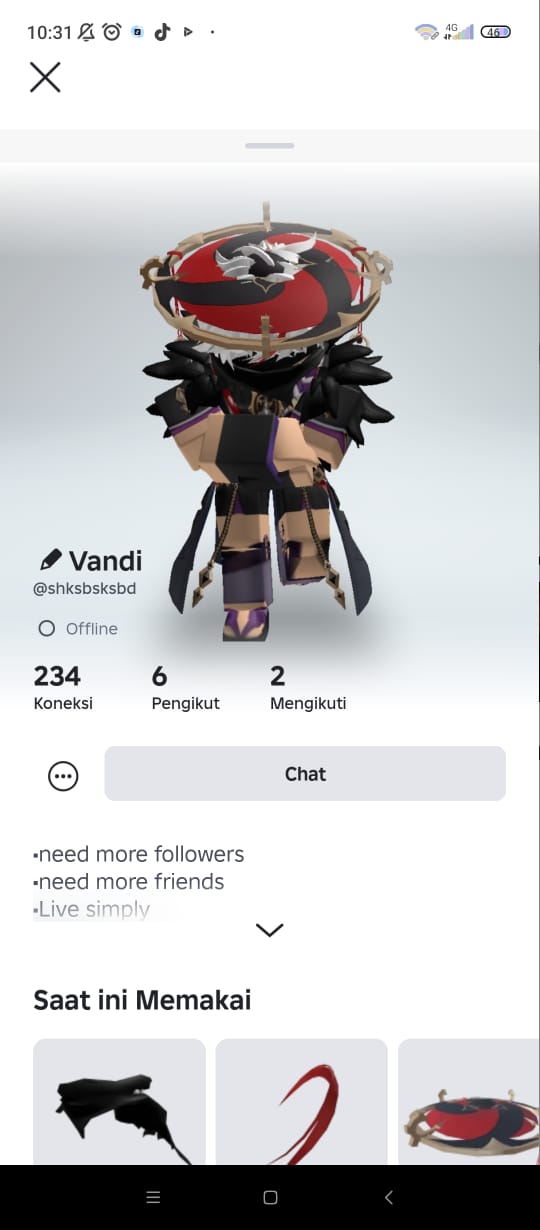 10:31
4G
46
Vandi
@shksbsksbd
Offline
234
6
2
Koneksi
Pengikut
Mengikuti
Chat
•need more followers
•need more friends
•Live simply
Saat ini Memakai